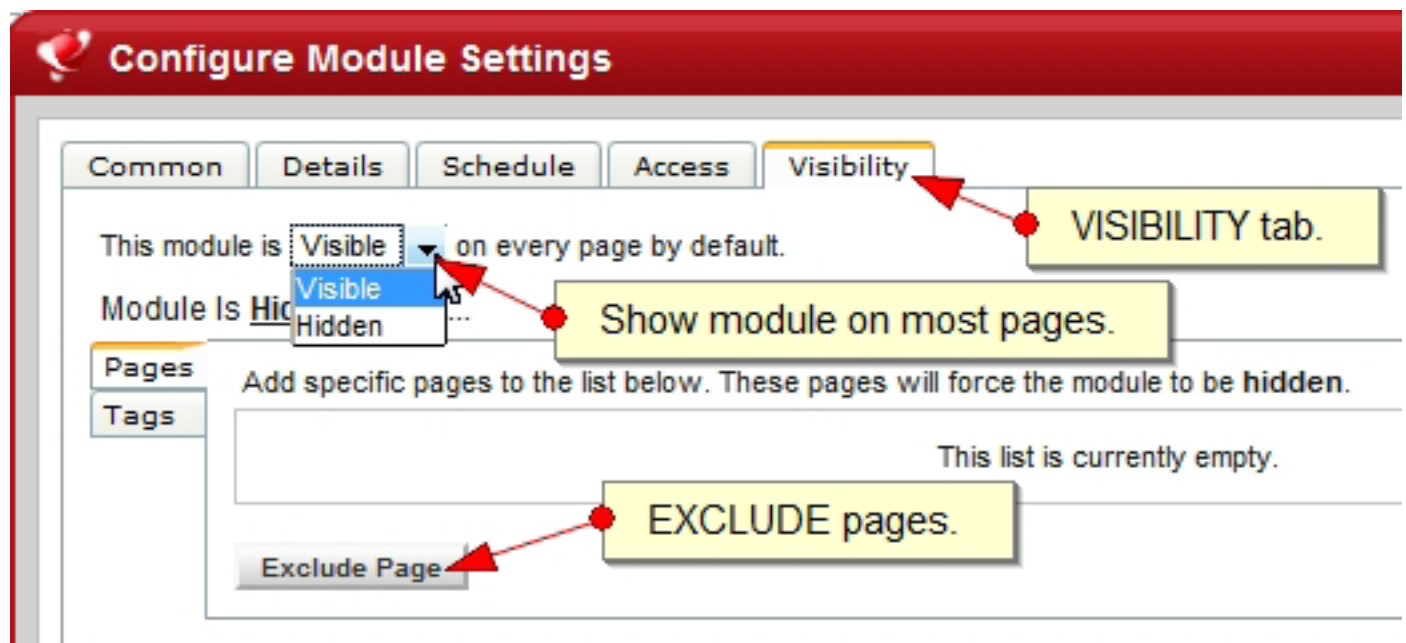 Configure Module Settings
Common Details Schedule Access Visibility
VISIBILITY tab.
This module is Visible on every page by default.
Visible
Module Is ...
Hidden
Show module on most pages.
Pages
Add specific pages to the list below. These pages will force the module to be hidden.
Tags
This list is currently empty.
EXCLUDE pages.
Exclude Page